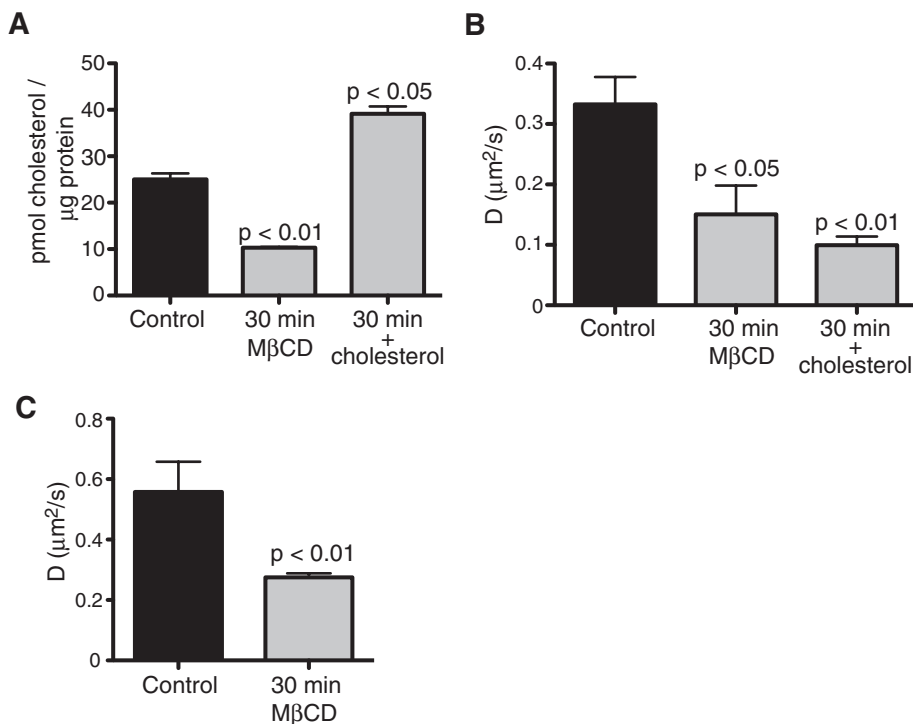 A
pmol cholesterol /
µg protein
50
40
30
20
10
0
p < 0.01
p < 0.05
Control
30 min
MβCD
30 min
+
cholesterol
B
D (µm²/s)
0.4
0.3
0.2
0.1
0
p < 0.05
p < 0.01
Control
30 min
MβCD
30 min
+
cholesterol
C
D (µm²/s)
0.8
0.6
0.4
0.2
0
p < 0.01
Control
30 min
MβCD